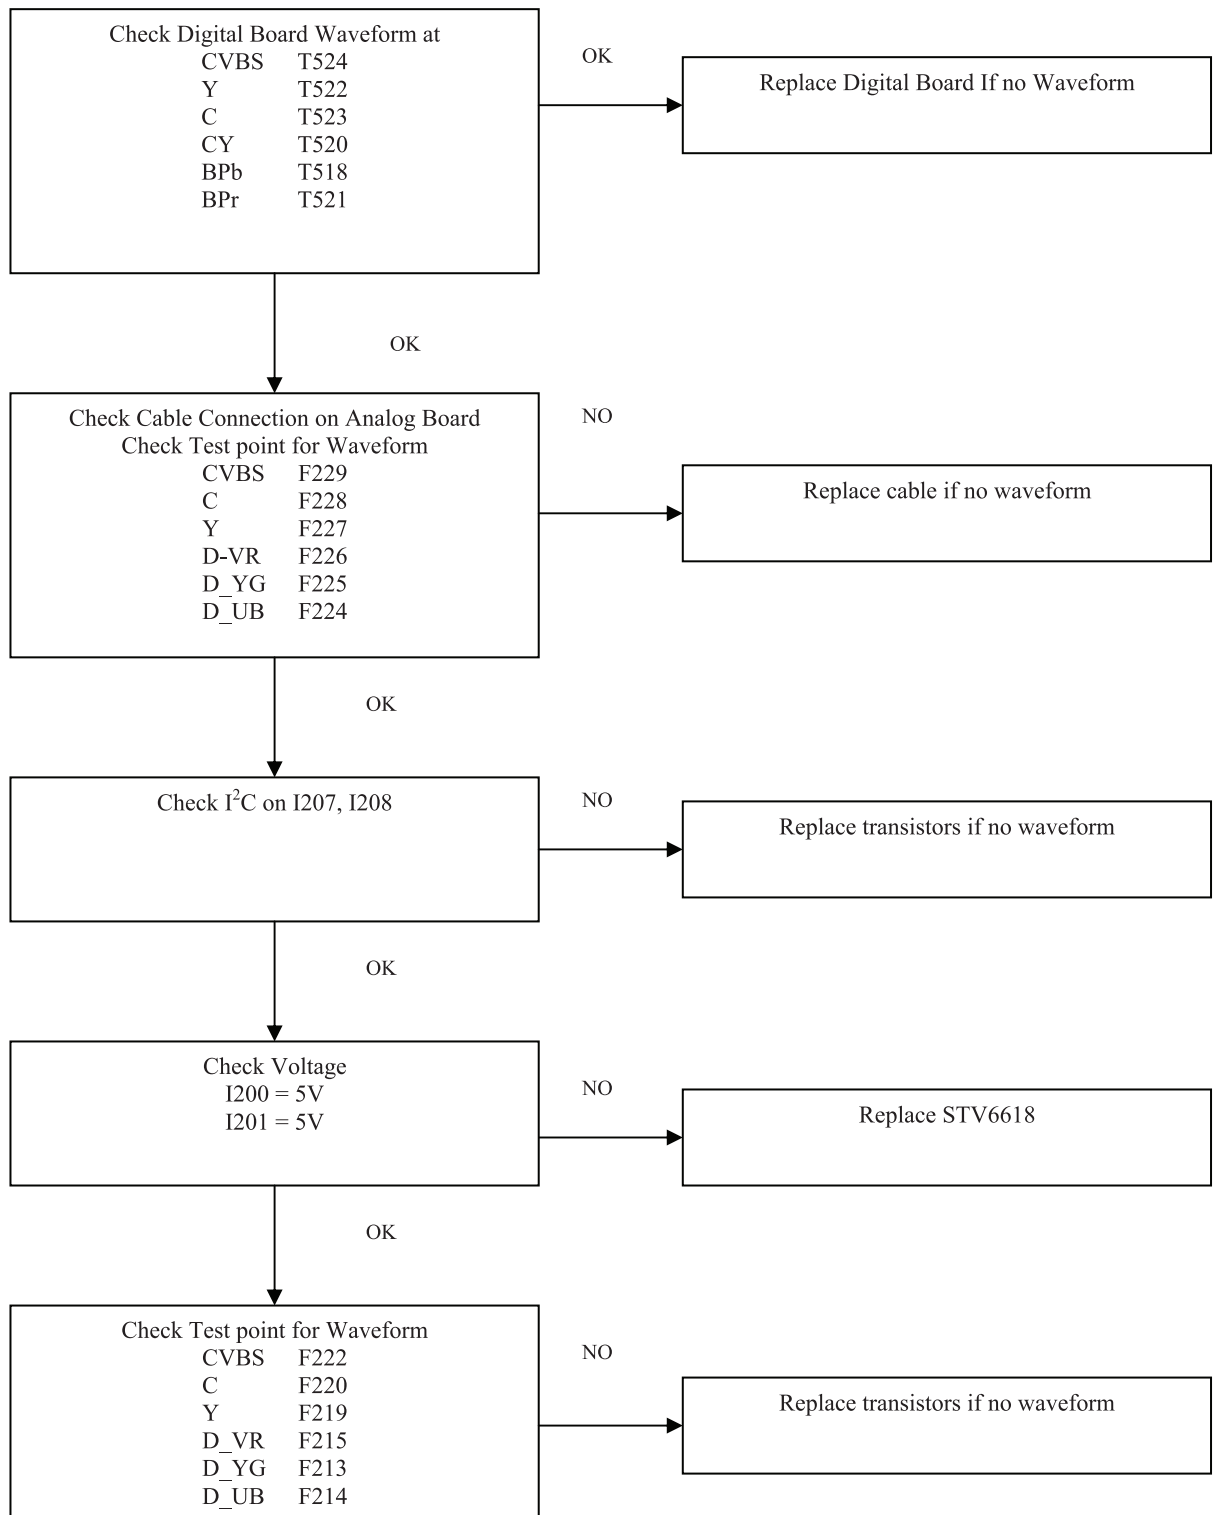 Check Digital Board Waveform at
CVBS T524
Y T522
C T523
CY T520
BPb T518
BPr T521
OK
Replace Digital Board If no Waveform
OK
Check Cable Connection on Analog Board
Check Test point for Waveform
CVBS F229
C F228
Y F227
D-VR F226
D_YG F225
D_UB F224
NO
Replace cable if no waveform
OK
Check I²C on I207, I208
NO
Replace transistors if no waveform
OK
Check Voltage
I200 = 5V
I201 = 5V
NO
Replace STV6618
OK
Check Test point for Waveform
CVBS F222
C F220
Y F219
D_VR F215
D_YG F213
D_UB F214
NO
Replace transistors if no waveform